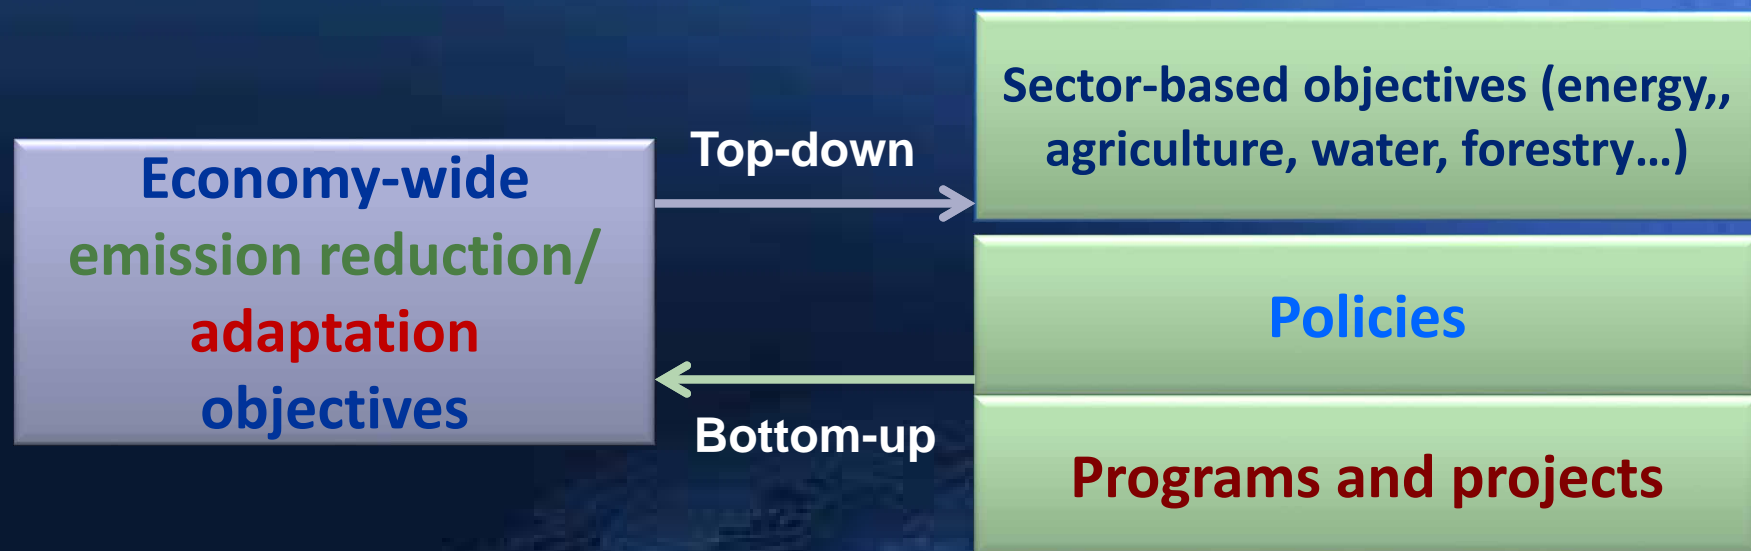 Economy-wide
emission reduction/
adaptation
objectives
Top-down
Bottom-up
Sector-based objectives (energy,,
agriculture, water, forestry…)
Policies
Programs and projects